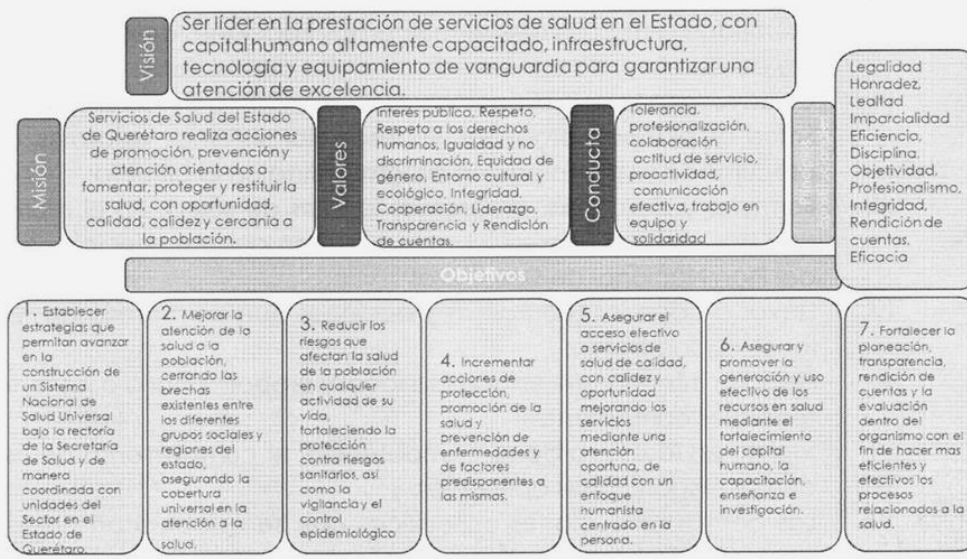 Visión
Ser líder en la prestación de servicios de salud en el Estado, con
capital humano altamente capacitado, infraestructura,
tecnología y equipamiento de vanguardia para garantizar una
atención de excelencia.
Misión
Servicios de Salud del Estado
de Querétaro realiza acciones
de promoción, prevención y
atención orientados a
fomentar, proteger y restituir la
salud, con oportunidad,
calidad, calidez y cercanía a
la población.
Valores
Interés público, Respeto,
Respeto a los derechos
humanos, Igualdad y no
discriminación, Equidad de
género, Entorno cultural y
ecológico, Integridad,
Cooperación, Liderazgo,
Transparencia y Rendición
de cuentas.
Conducta
Tolerancia,
profesionalización,
colaboración
actitud de servicio,
proactividad,
comunicación
efectiva, trabajo en
equipo y
solidaridad
Legalidad
Honradez,
Lealtad
Imparcialidad
Eficiencia,
Disciplina,
Objetividad,
Profesionalismo,
Integridad,
Rendición de
cuentas,
Eficacia
Objetivos
1. Establecer
estrategias que
permitan avanzar
en la
construcción de
un Sistema
Nacional de
Salud Universal
bajo la rectoría
de la Secretaría
de Salud y de
manera
coordinada con
unidades del
Sector en el
Estado de
Querétaro.
2. Mejorar la
atención de la
salud a la
población,
cerrando las
brechas
existentes entre
los diferentes
grupos sociales y
regiones del
estado,
asegurando la
cobertura
universal en la
atención a la
salud.
3. Reducir los
riesgos que
afectan la salud
de la población
en cualquier
actividad de su
vida,
fortaleciendo la
protección
contra riesgos
sanitarios, así
como la
vigilancia y el
control
epidemiológico
4. Incrementar
acciones de
protección,
promoción de la
salud y
prevención de
enfermedades y
de factores
predisponentes a
las mismas.
5. Asegurar el
acceso efectivo
a servicios de
salud de calidad,
con calidez y
oportunidad
mejorando los
servicios
mediante una
atención
oportuna, de
calidad con un
enfoque
humanista
centrado en la
persona.
6. Asegurar y
promover la
generación y uso
efectivo de los
recursos en salud
mediante el
fortalecimiento
del capital
humano, la
capacitación,
enseñanza e
investigación.
7. Fortalecer la
planeación,
transparencia,
rendición de
cuentas y la
evaluación
dentro del
organismo con el
fin de hacer mas
eficientes y
efectivos los
procesos
relacionados a la
salud.